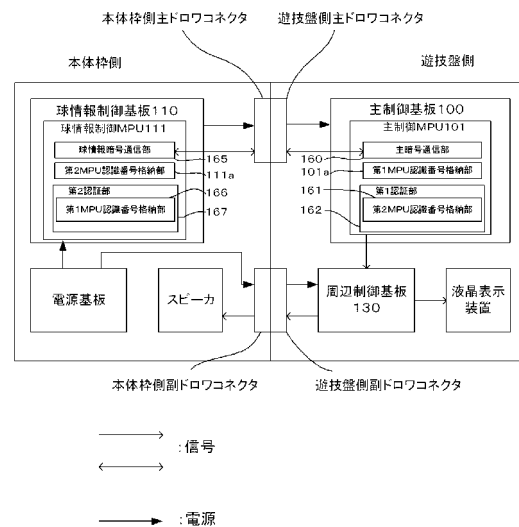 本体枠側主ドロワコネクタ
遊技盤側主ドロワコネクタ
本体枠側
遊技盤側
球情報制御基板110
球情報制御MPU111
球情報暗号通信部
165
第2MPU認識番号格納部
111a
第2認証部
166
第1MPU認識番号格納部
167
主制御基板100
主制御MPU101
主暗号通信部
160
第1MPU認識番号格納部
101a
第1認証部
161
第2MPU認識番号格納部
162
電源基板
スピーカ
周辺制御基板
130
液晶表示
装置
本体枠側副ドロワコネクタ
遊技盤側副ドロワコネクタ
:信号
:電源